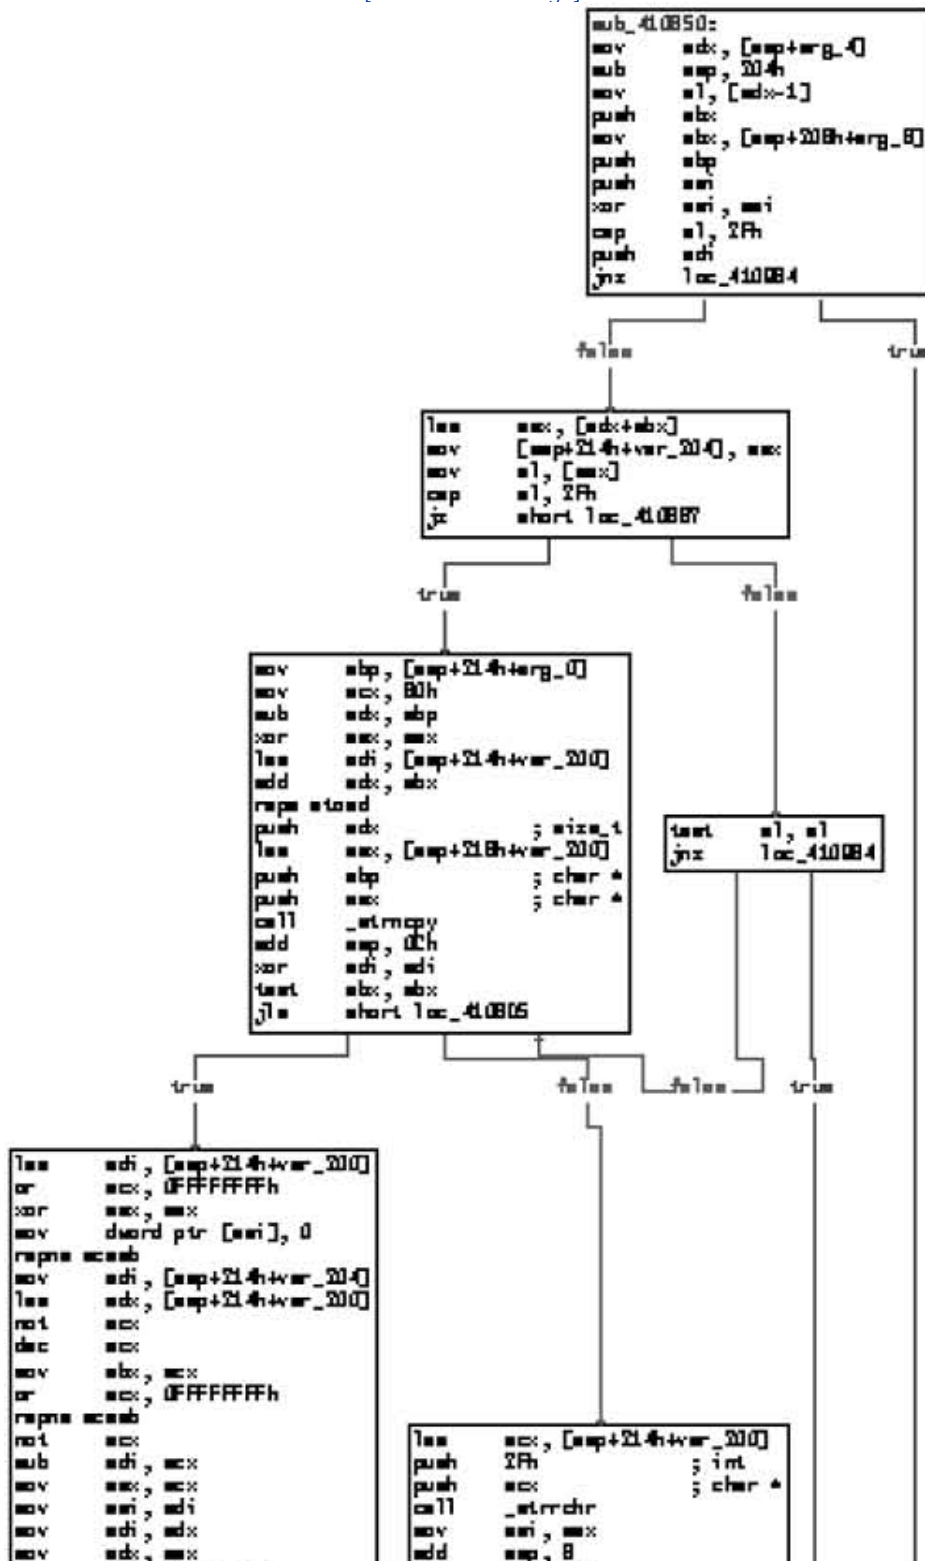 sub_410850:
mov edx, [esp+arg_4]
sub esp, 204h
mov al, [edx-1]
push ebx
mov ebx, [esp+208h+arg_8]
push ebp
push esi
xor esi, esi
cmp al, 2Fh
push edi
jnz
false
true
lea eax, [edx+ebx]
mov [esp+214h+var_204], eax
mov al, [eax]
cmp al, 2Fh
jz short loc_410887
true
false
mov ebp, [esp+214h+arg_0]
mov ecx, 80h
sub edx, ebp
xor eax, eax
lea edi, [esp+214h+var_200]
add edx, ebx
repe stosd
push edx ; size_t
lea eax, [esp+218h+var_200]
push ebp ; char *
push eax ; char *
call _strncpy
add esp, 0Ch
xor edi, edi
test ebx, ebx
jle short
test al, al
jnz
true
false
false
true
lea edi, [esp+214h+var_200]
or ecx, 0FFFFFFFFh
xor eax, eax
mov dword ptr [esi], 0
repne scasb
mov edi, [esp+214h+var_204]
lea edx, [esp+214h+var_200]
not ecx
dec ecx
mov ebx, ecx
or ecx, 0FFFFFFFFh
repne scasb
not ecx
sub edi, ecx
mov eax, ecx
mov esi, edi
mov edi, edx
mov edx, eax
lea ecx, [esp+214h+var_200]
push 2Fh ; int
push ecx ; char *
call _strrchr
mov esi, eax
add esp, 8